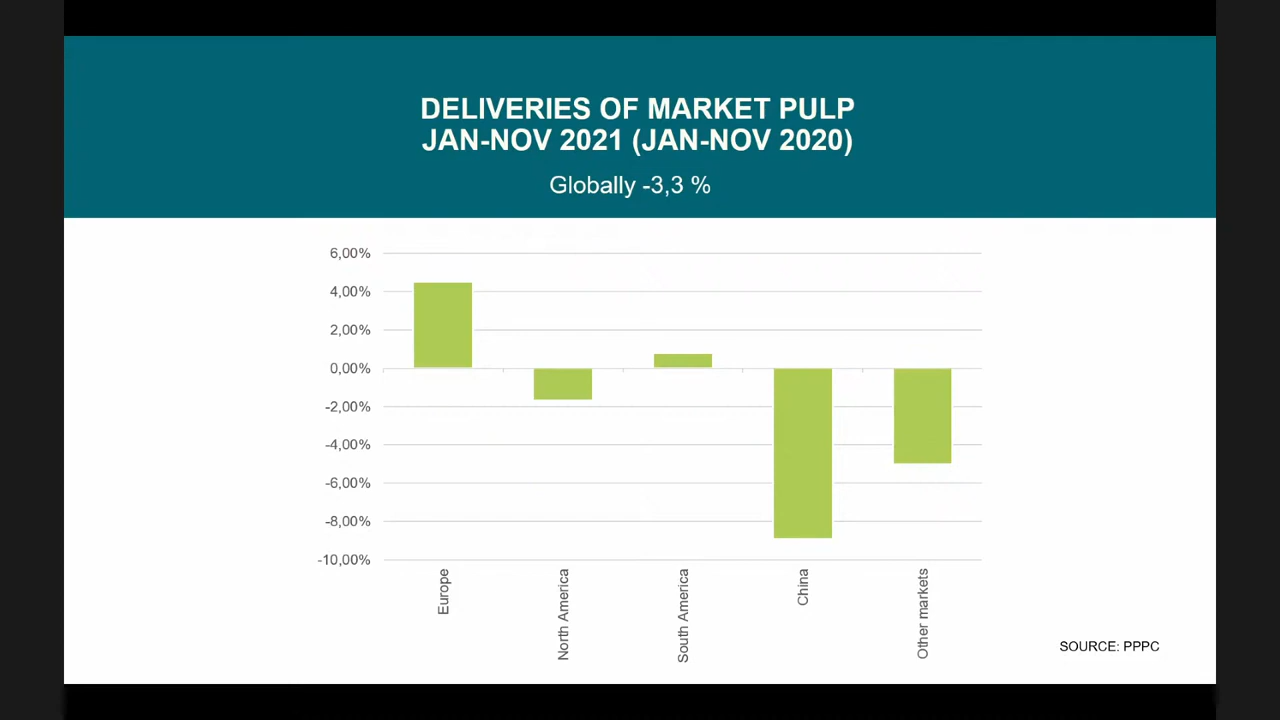 DELIVERIES OF MARKET PULP
JAN-NOV 2021 (JAN-NOV 2020)
Globally -3,3 %
6,00%
4,00%
2,00%
0,00%
-2,00%
-4,00%
-6,00%
-8,00%
-10,00%
Europe
North America
South America
China
Other markets
SOURCE: PPPC